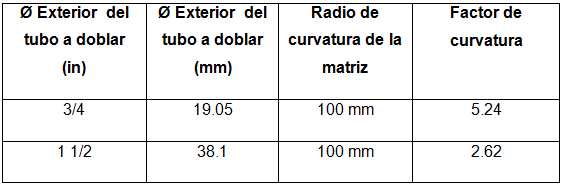 Ø Exterior del tubo a doblar (in)
Ø Exterior del tubo a doblar (mm)
Radio de curvatura de la matriz
Factor de curvatura
3/4
19.05
100 mm
5.24
1 1/2
38.1
100 mm
2.62